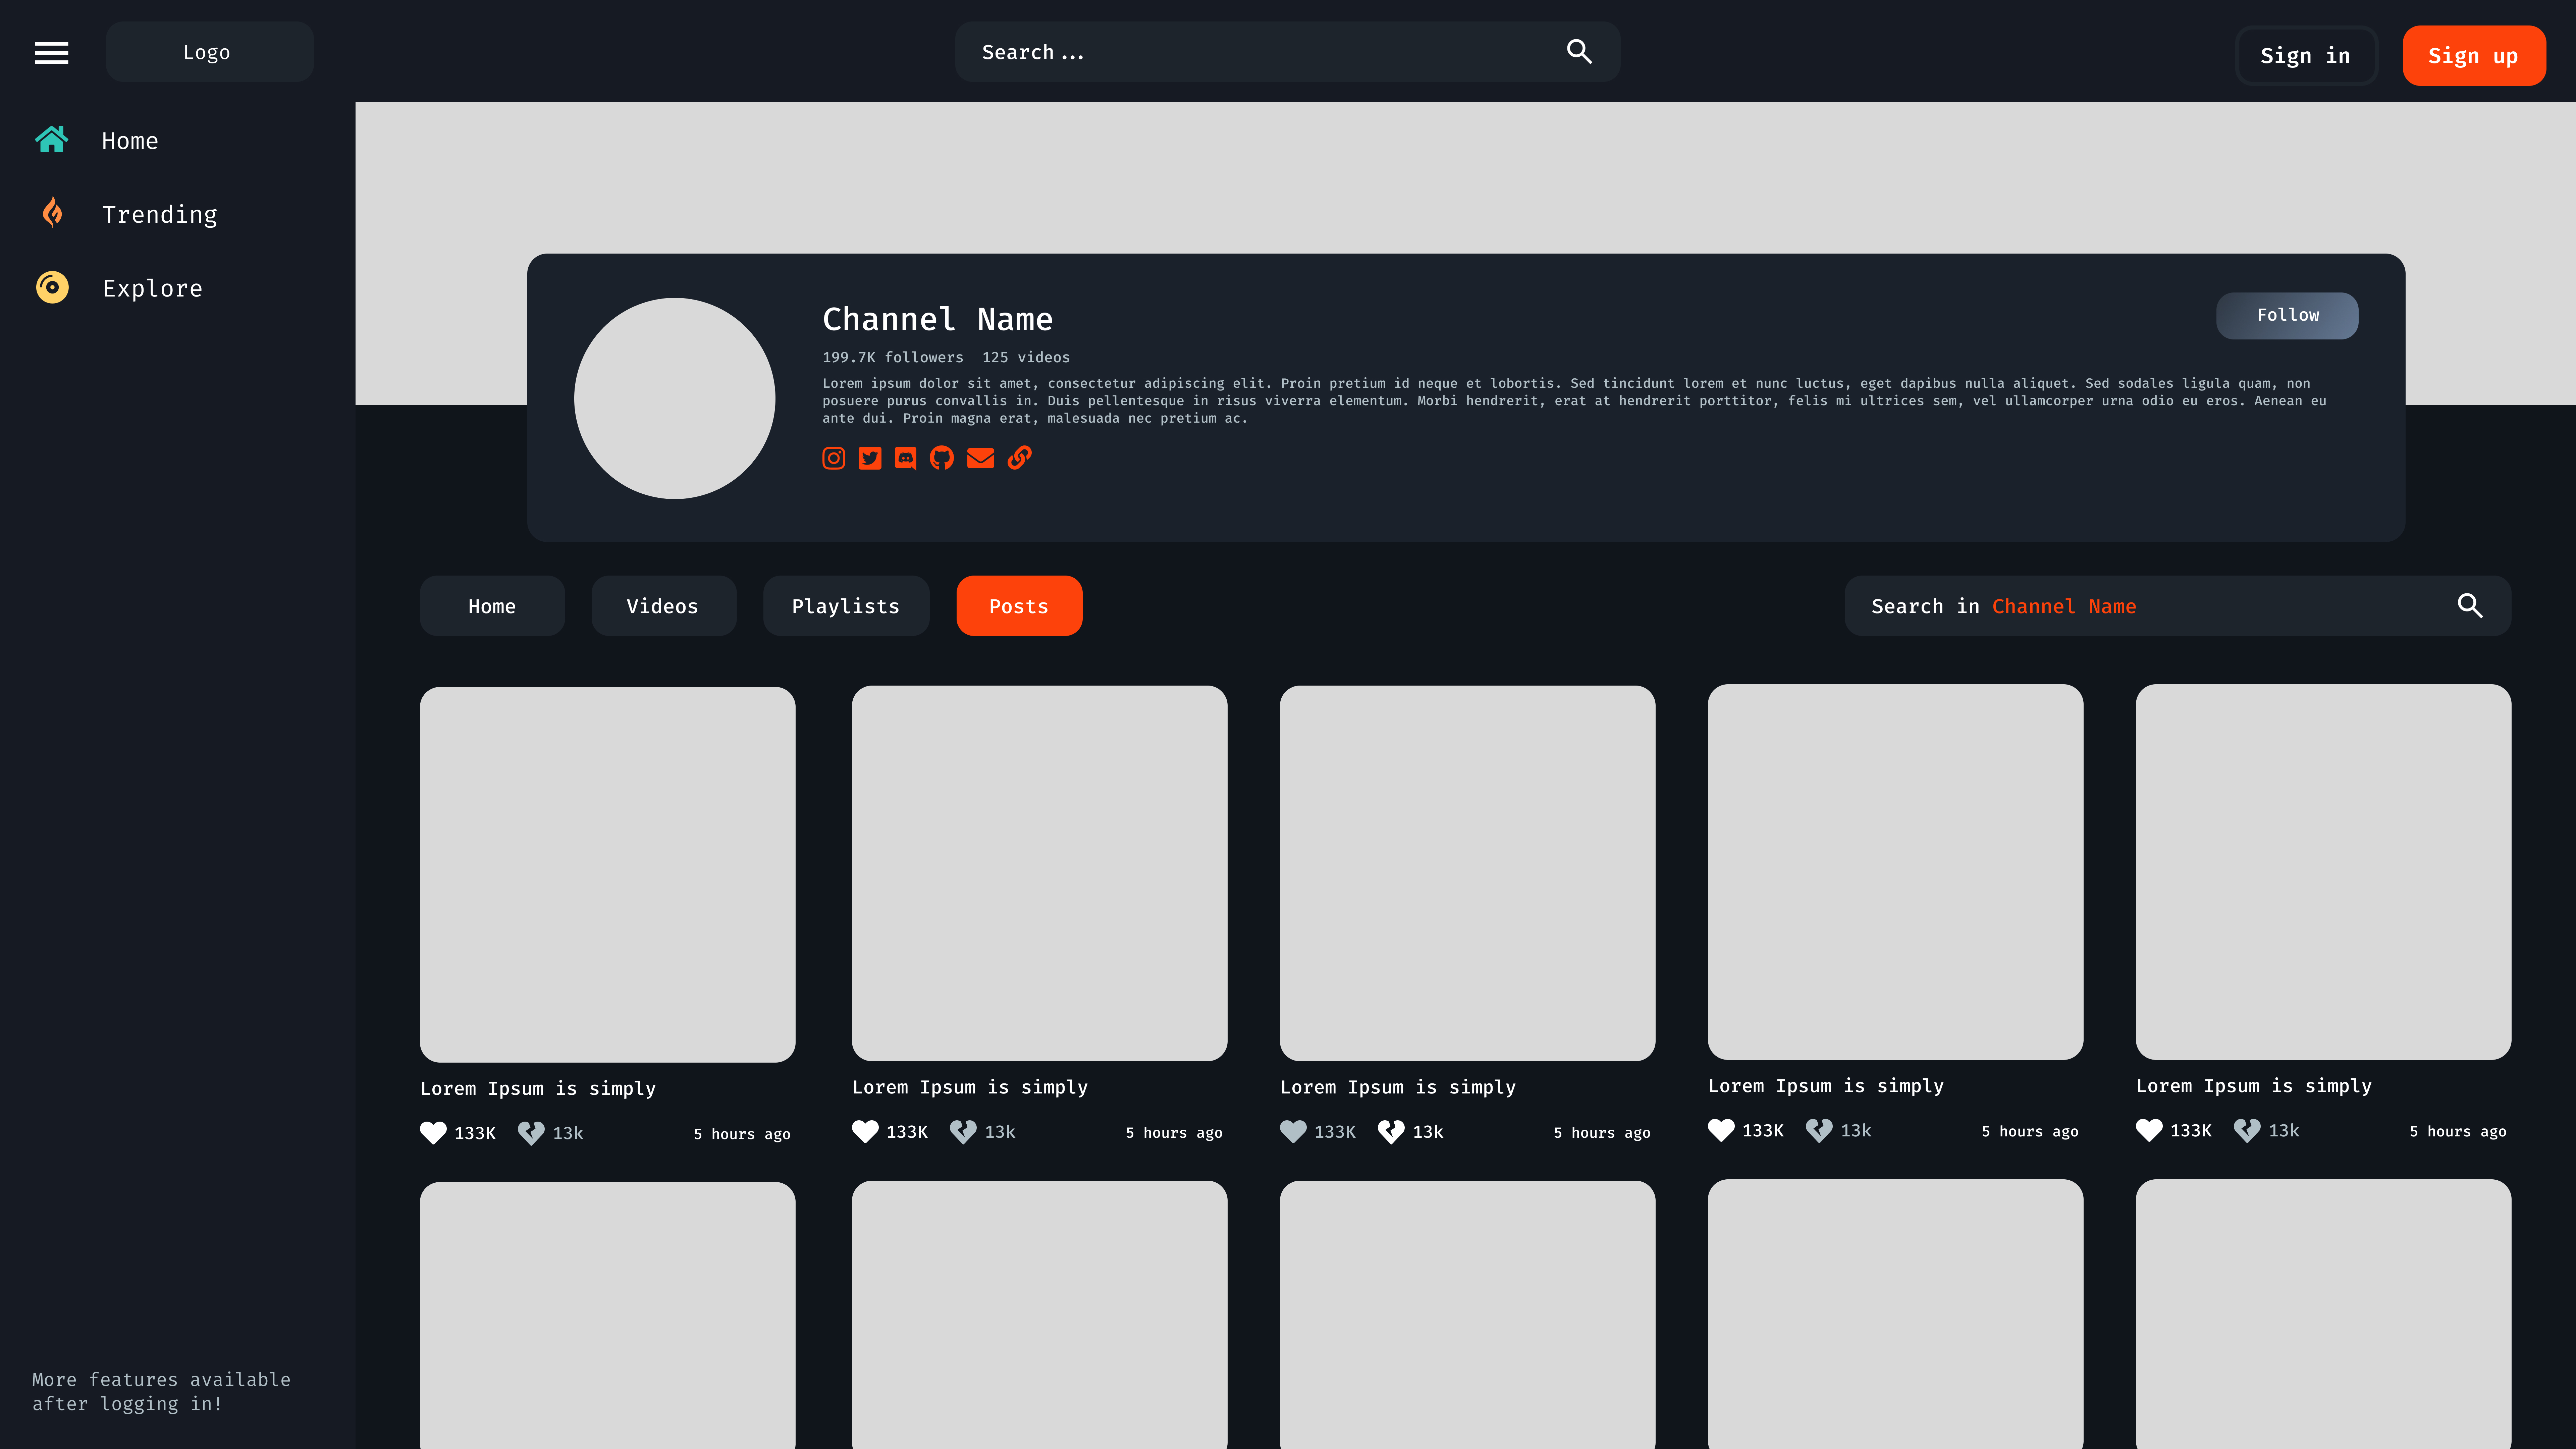 Logo
Search...
Sign in
Sign up
Home
Trending
Explore
Channel Name
Follow
199.7K followers 125 videos
Lorem ipsum dolor sit amet, consectetur adipiscing elit. Proin pretium id neque et lobortis. Sed tincidunt lorem et nunc luctus, eget dapibus nulla aliquet. Sed sodales ligula quam, non
posuere purus convallis in. Duis pellentesque in risus viverra elementum. Morbi hendrerit, erat at hendrerit porttitor, felis mi ultrices sem, vel ullamcorper urna odio eu eros. Aenean eu
ante dui. Proin magna erat, malesuada nec pretium ac.
Home
Videos
Playlists
Posts
Search in Channel Name
Lorem Ipsum is simply
133K 13k 5 hours ago
Lorem Ipsum is simply
133K 13k 5 hours ago
Lorem Ipsum is simply
133K 13k 5 hours ago
Lorem Ipsum is simply
133K 13k 5 hours ago
Lorem Ipsum is simply
133K 13k 5 hours ago
More features available
after logging in!